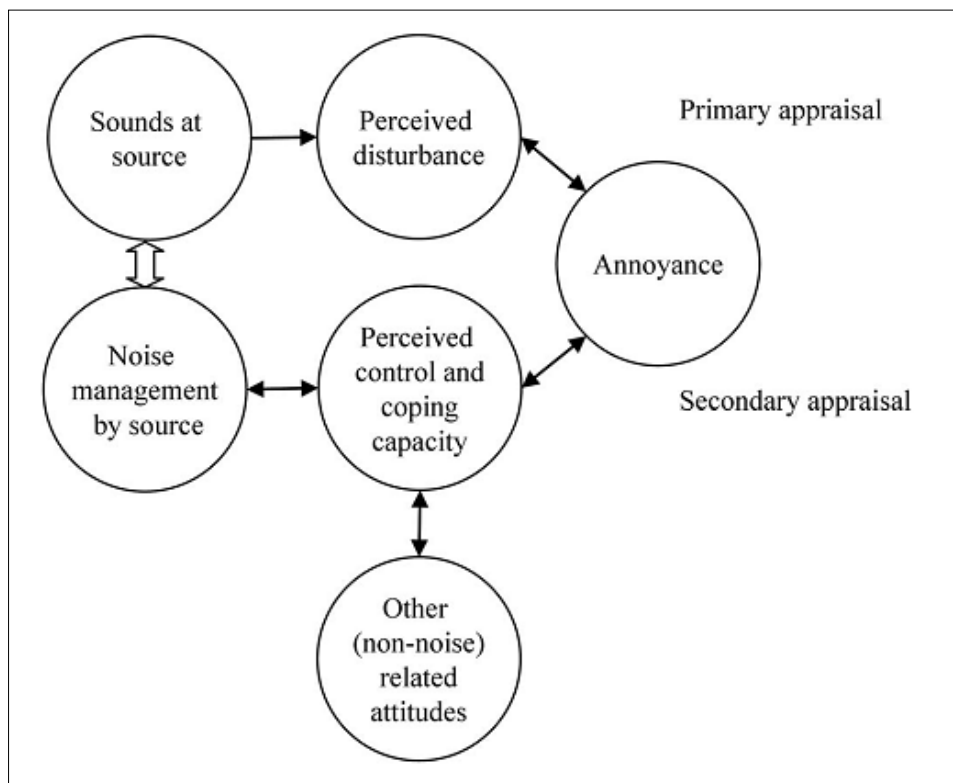 Sounds at
source
Perceived
disturbance
Primary appraisal
Annoyance
Noise
management
by source
Perceived
control and
coping
capacity
Secondary appraisal
Other
(non-noise)
related
attitudes